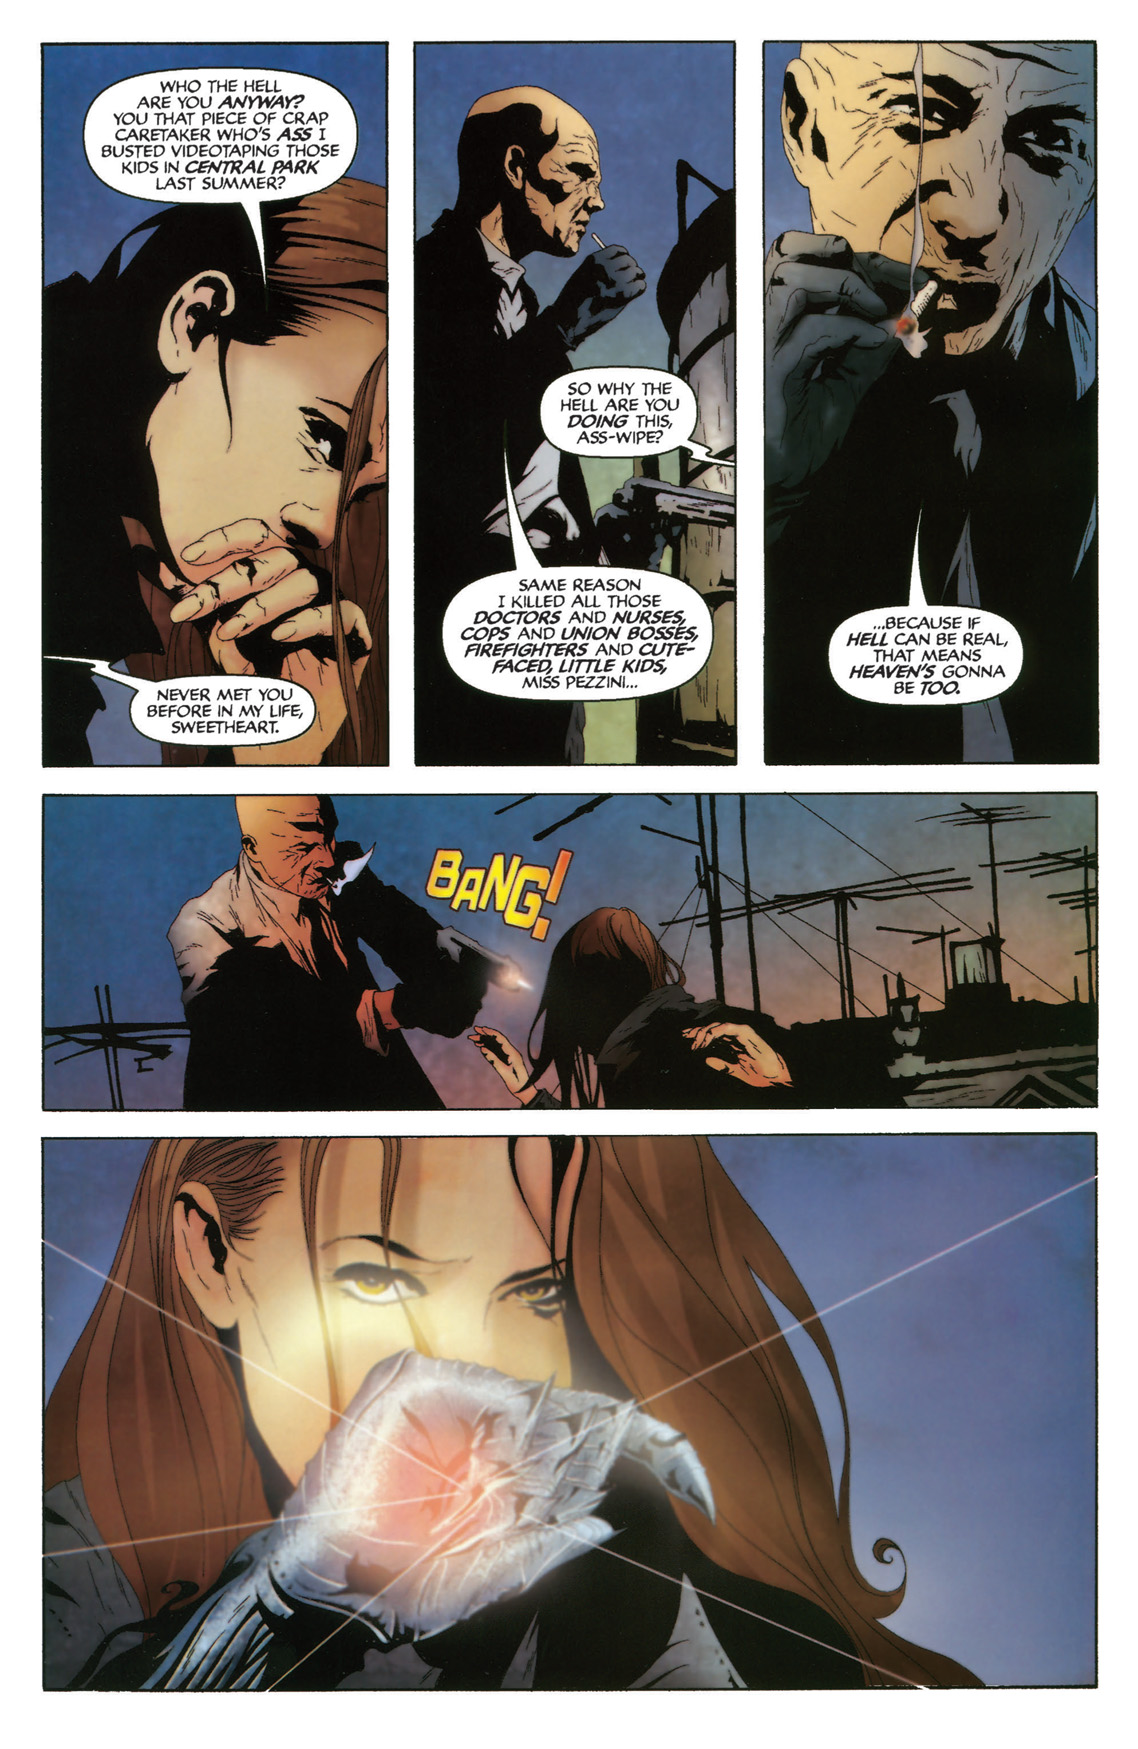 WHO THE HELL
ARE YOU ANYWAY?
YOU THAT PIECE OF CRAP
CARETAKER WHO'S ASS I
BUSTED VIDEOTAPING THOSE
KIDS IN CENTRAL PARK
LAST SUMMER?
NEVER MET YOU
BEFORE IN MY LIFE,
SWEETHEART.
SO WHY THE
HELL ARE YOU
DOING THIS,
ASS-WIPE?
SAME REASON
I KILLED ALL THOSE
DOCTORS AND NURSES,
COPS AND UNION BOSSES,
FIREFIGHTERS AND CUTE-
FACED, LITTLE KIDS,
MISS PEZZINI...
...BECAUSE IF
HELL CAN BE REAL,
THAT MEANS
HEAVEN'S GONNA
BE TOO.
BANG!